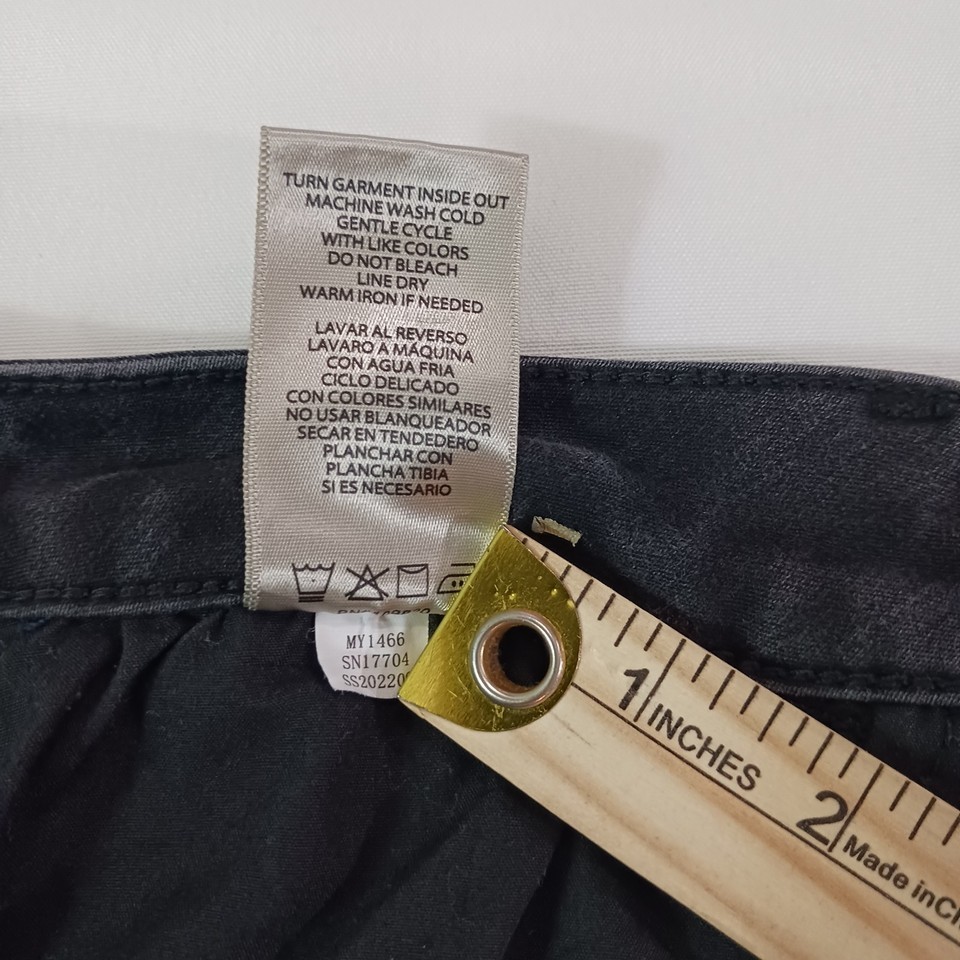 TURN GARMENT INSIDE OUT
MACHINE WASH COLD
GENTLE CYCLE
WITH LIKE COLORS
DO NOT BLEACH
LINE DRY
WARM IRON IF NEEDED
LAVAR AL REVERSO
LAVARO A MÁQUINA
CON AGUA FRIA
CICLO DELICADO
CON COLORES SIMILARES
NO USAR BLANQUEADOR
SECAR EN TENDEDERO
PLANCHAR CON
PLANCHA TIBIA
SI ES NECESARIO
MY1466
SN17704
1
INCHES
2
Made in